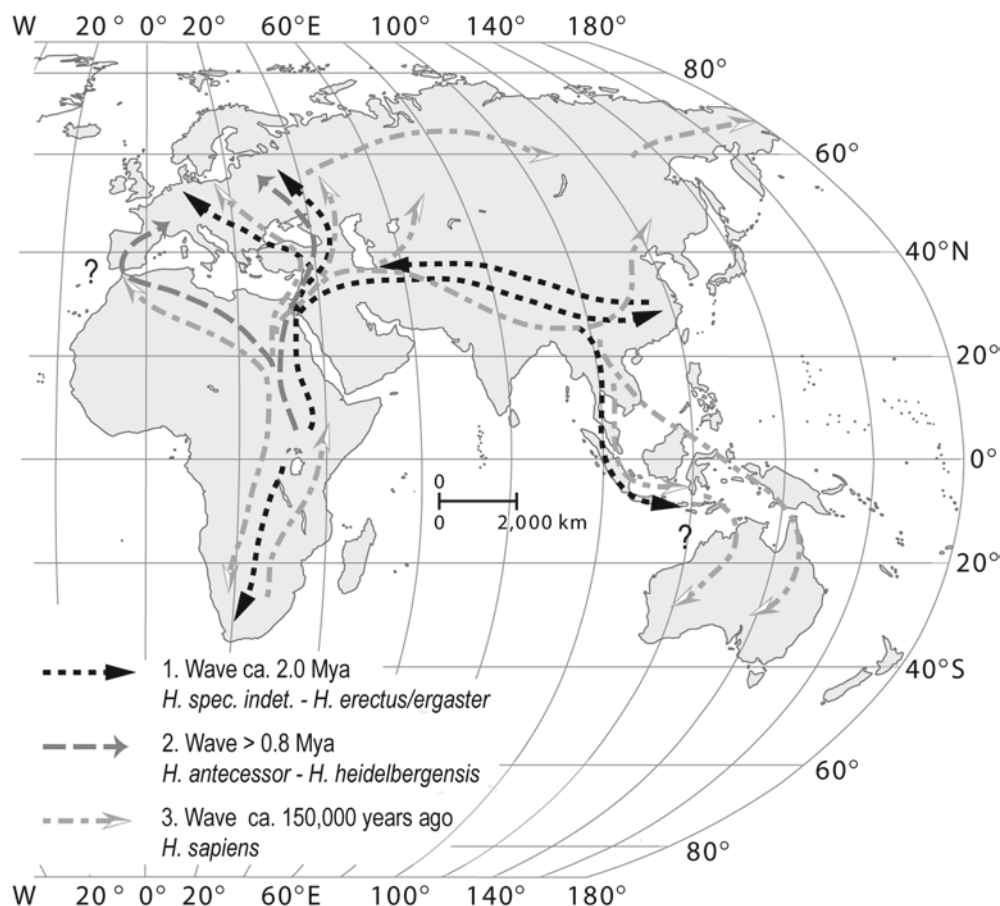 W 20° 0° 20° 60°E 100° 140° 180°
80°
60°
40°N
?
20°
0°
0
0 2,000 km
?
20°
1. Wave ca. 2.0 Mya
H. spec. indet. - H. erectus/ergaster
40°S
2. Wave > 0.8 Mya
H. antecessor - H. heidelbergensis
60°
3. Wave ca. 150,000 years ago
H. sapiens
80°
W 20° 0° 20° 60°E 100° 140° 180°